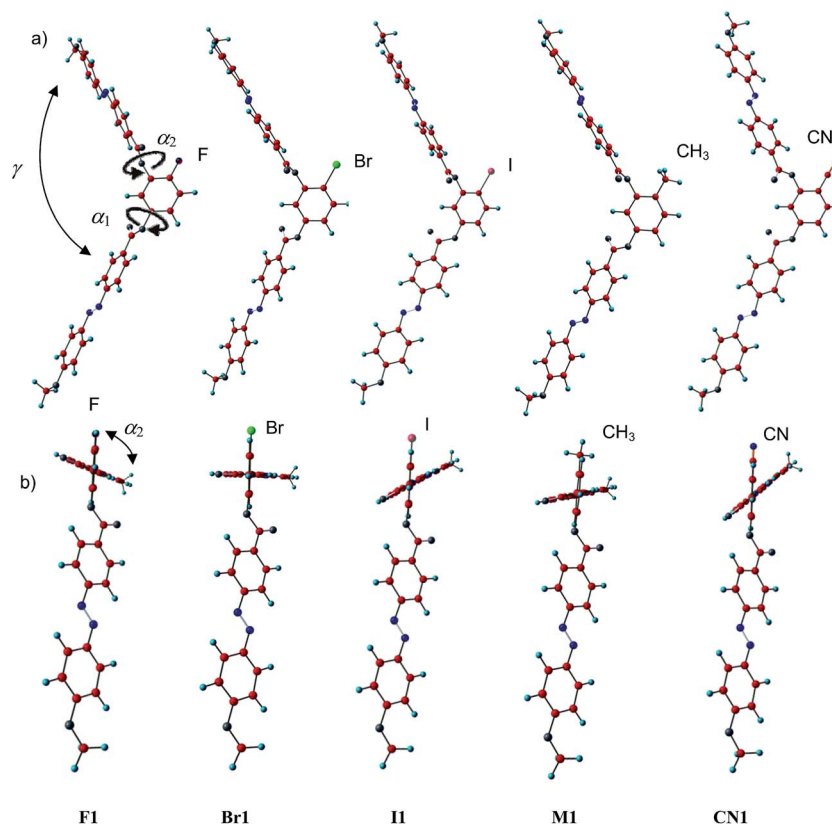 a)
α₂
F
γ
α₁
Br
I
CH₃
CN
b)
F
α₂
Br
I
CH₃
CN
F1 Br1 I1 M1 CN1